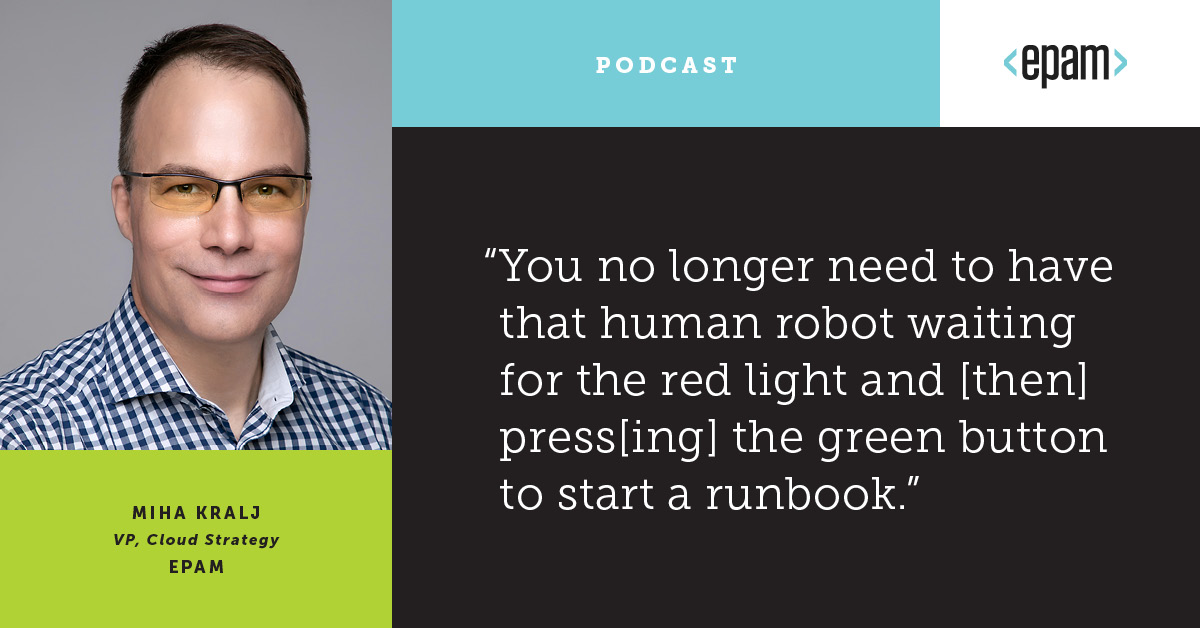 PODCAST
<epam>
“You no longer need to have
that human robot waiting
for the red light and [then]
press[ing] the green button
to start a runbook.”
MIHA KRALJ
VP, Cloud Strategy
EPAM